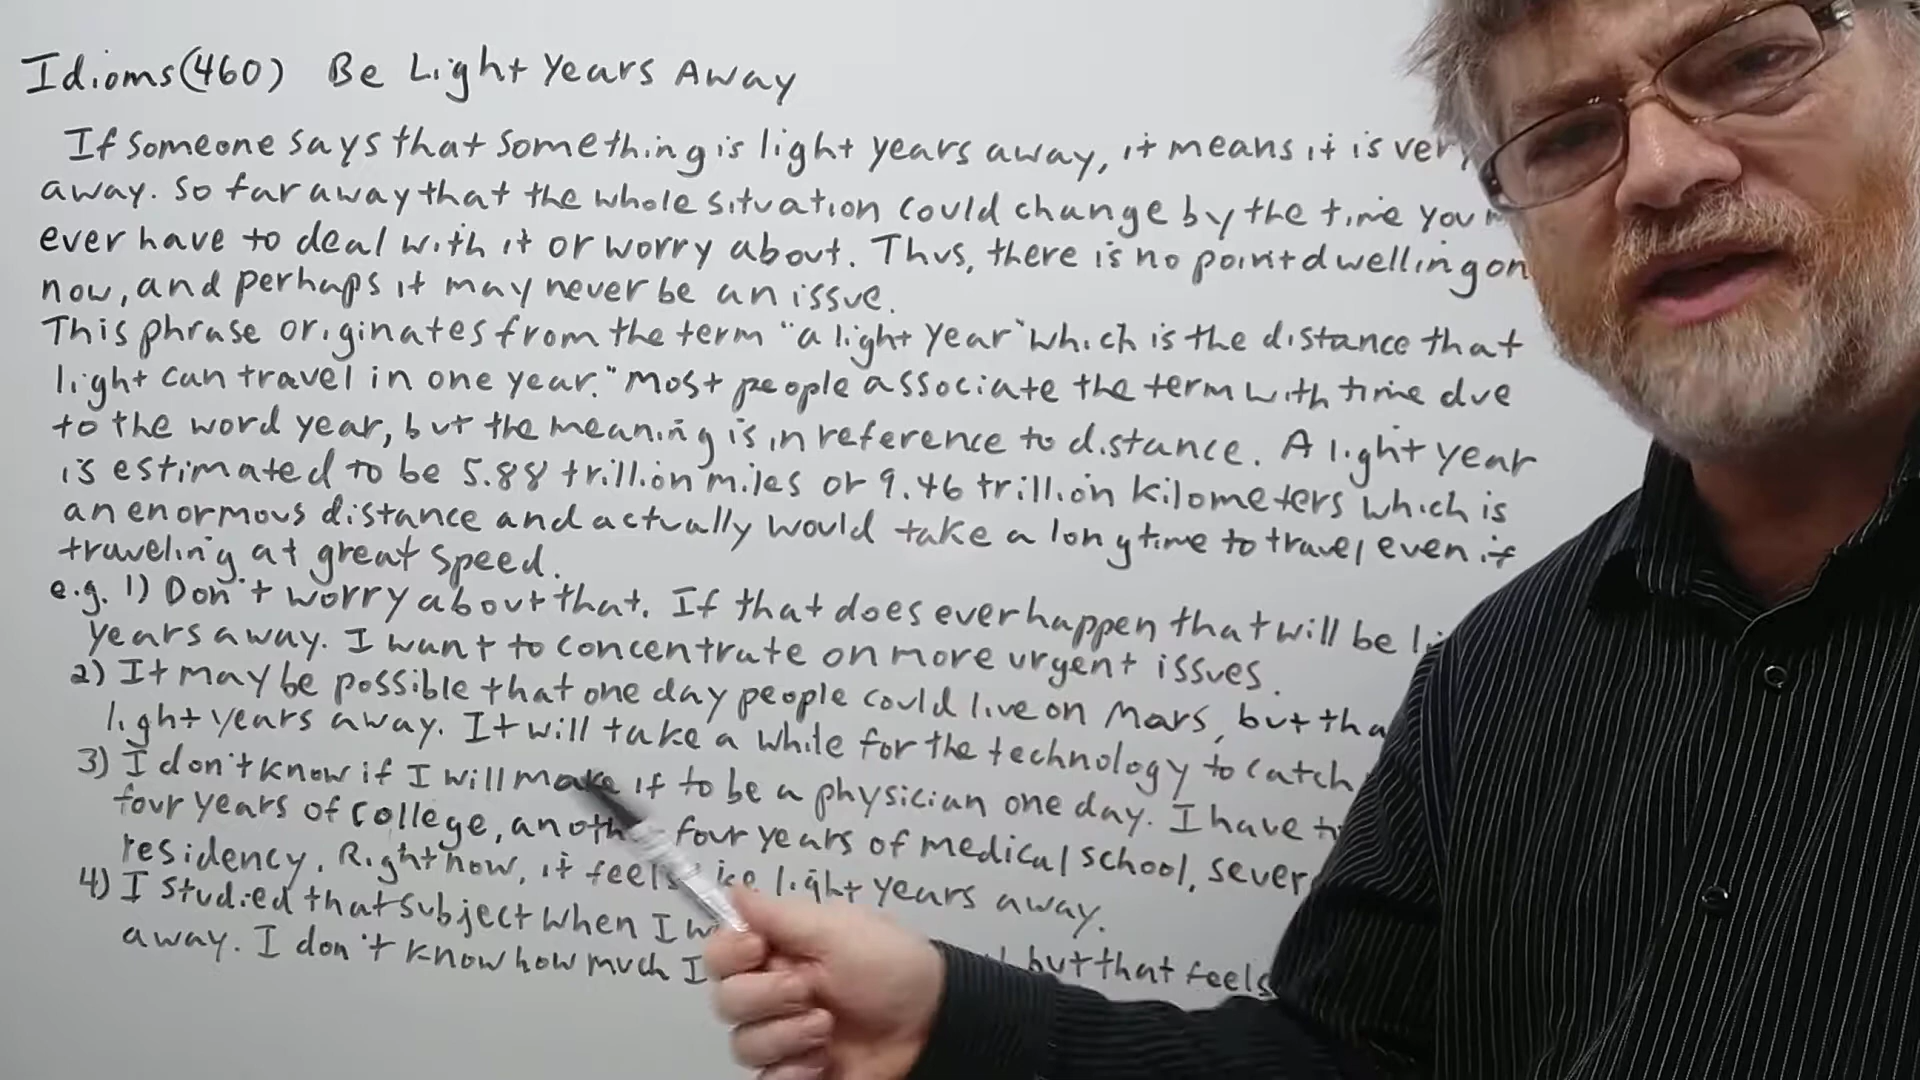 Idioms(460) Be Light Years Away
If someone says that something is light years away, it means it is very
away. So far away that the whole situation could change by the time you
ever have to deal with it or worry about. Thus, there is no point dwelling on
now, and perhaps it may never be an issue.
This phrase originates from the term "a light year" which is the distance that
light can travel in one year." Most people associate the term with time due
to the word year, but the meaning is in reference to distance. A light year
is estimated to be 5.88 trillion miles or 9.46 trillion kilometers which is
an enormous distance and actually would take a long time to travel even if
traveling at great speed.
e.g. 1) Don't worry about that. If that does ever happen that will be
years away. I want to concentrate on more urgent issues.
2) It may be possible that one day people could live on Mars, but
light years away. It will take a while for the technology to catch
3) I don't know if I will make it to be a physician one day. I have
four years of college, another four years of medical school,
residency. Right now, it feels like light years away.
4) I studied that subject when I but that feels
away. I don't know how much I